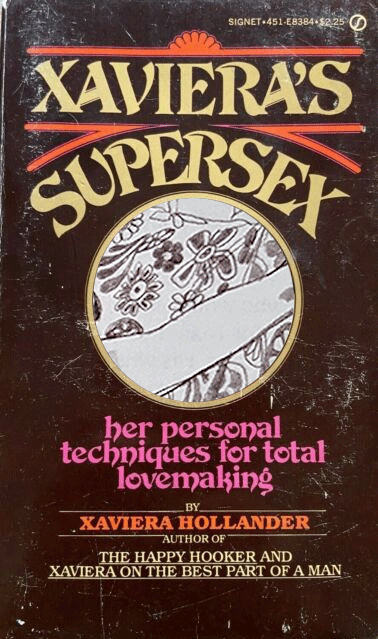 SIGNET•451-E8384•$2.25
XAVIERA'S
SUPERSEX
her personal
techniques for total
lovemaking
BY
XAVIERA HOLLANDER
AUTHOR OF
THE HAPPY HOOKER AND
XAVIERA ON THE BEST PART OF A MAN